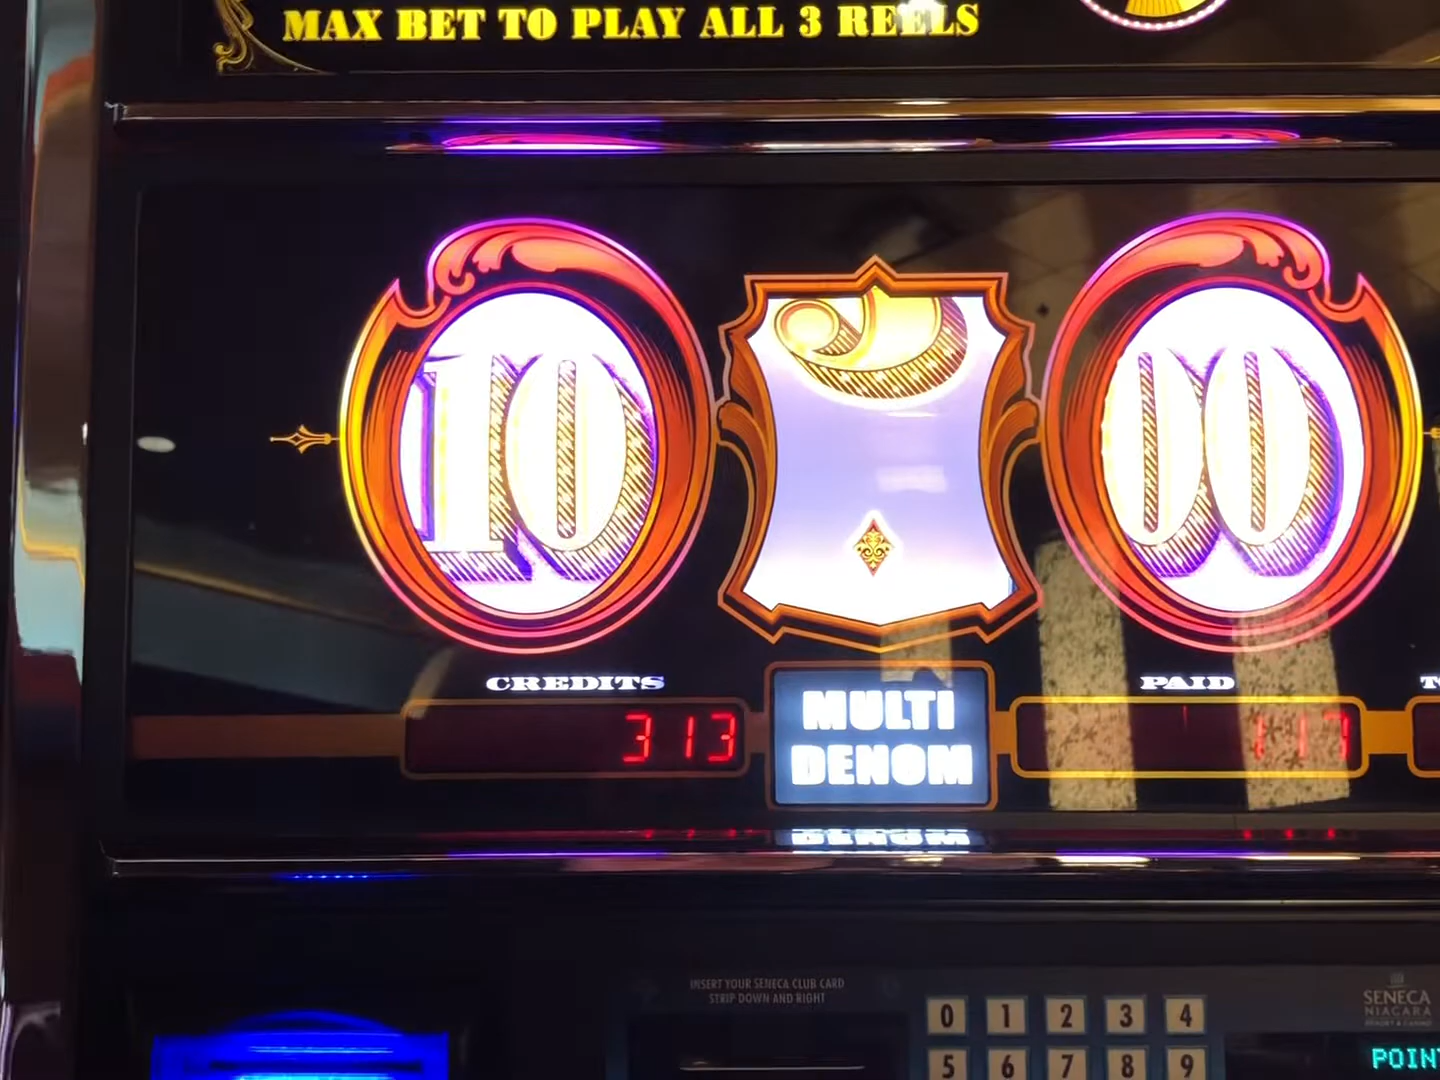 MAX BET TO PLAY ALL 3 REELS
10
00
CREDITS
PAID
313
MULTI
DENOM
117
INSERT YOUR SENECA CLUB CARD
STRIP DOWN AND RIGHT
0 1 2 3 4
5 6 7 8 9
SENECA
NIAGARA
POINT